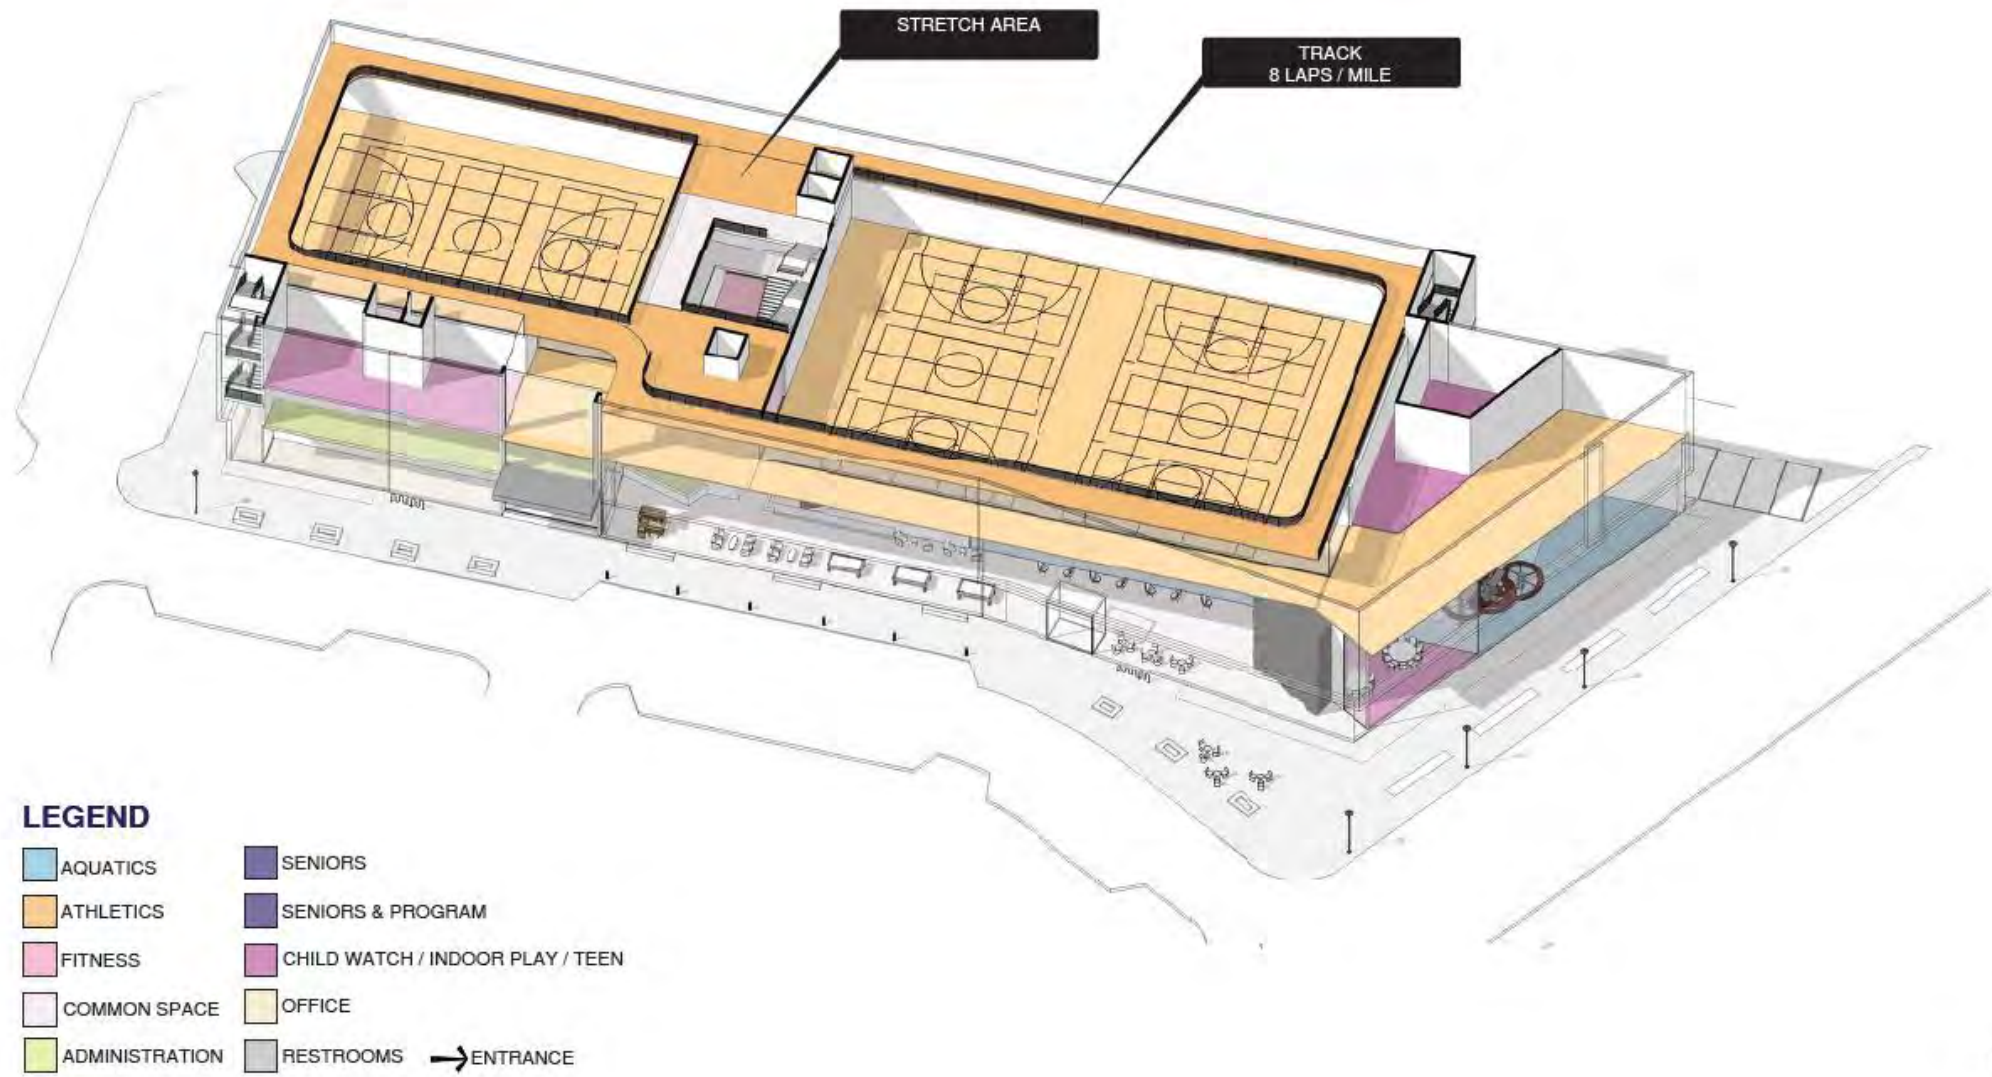 STRETCH AREA
TRACK
8 LAPS / MILE
LEGEND
AQUATICS
ATHLETICS
FITNESS
COMMON SPACE
ADMINISTRATION
SENIORS
SENIORS & PROGRAM
CHILD WATCH / INDOOR PLAY / TEEN
OFFICE
RESTROOMS
ENTRANCE